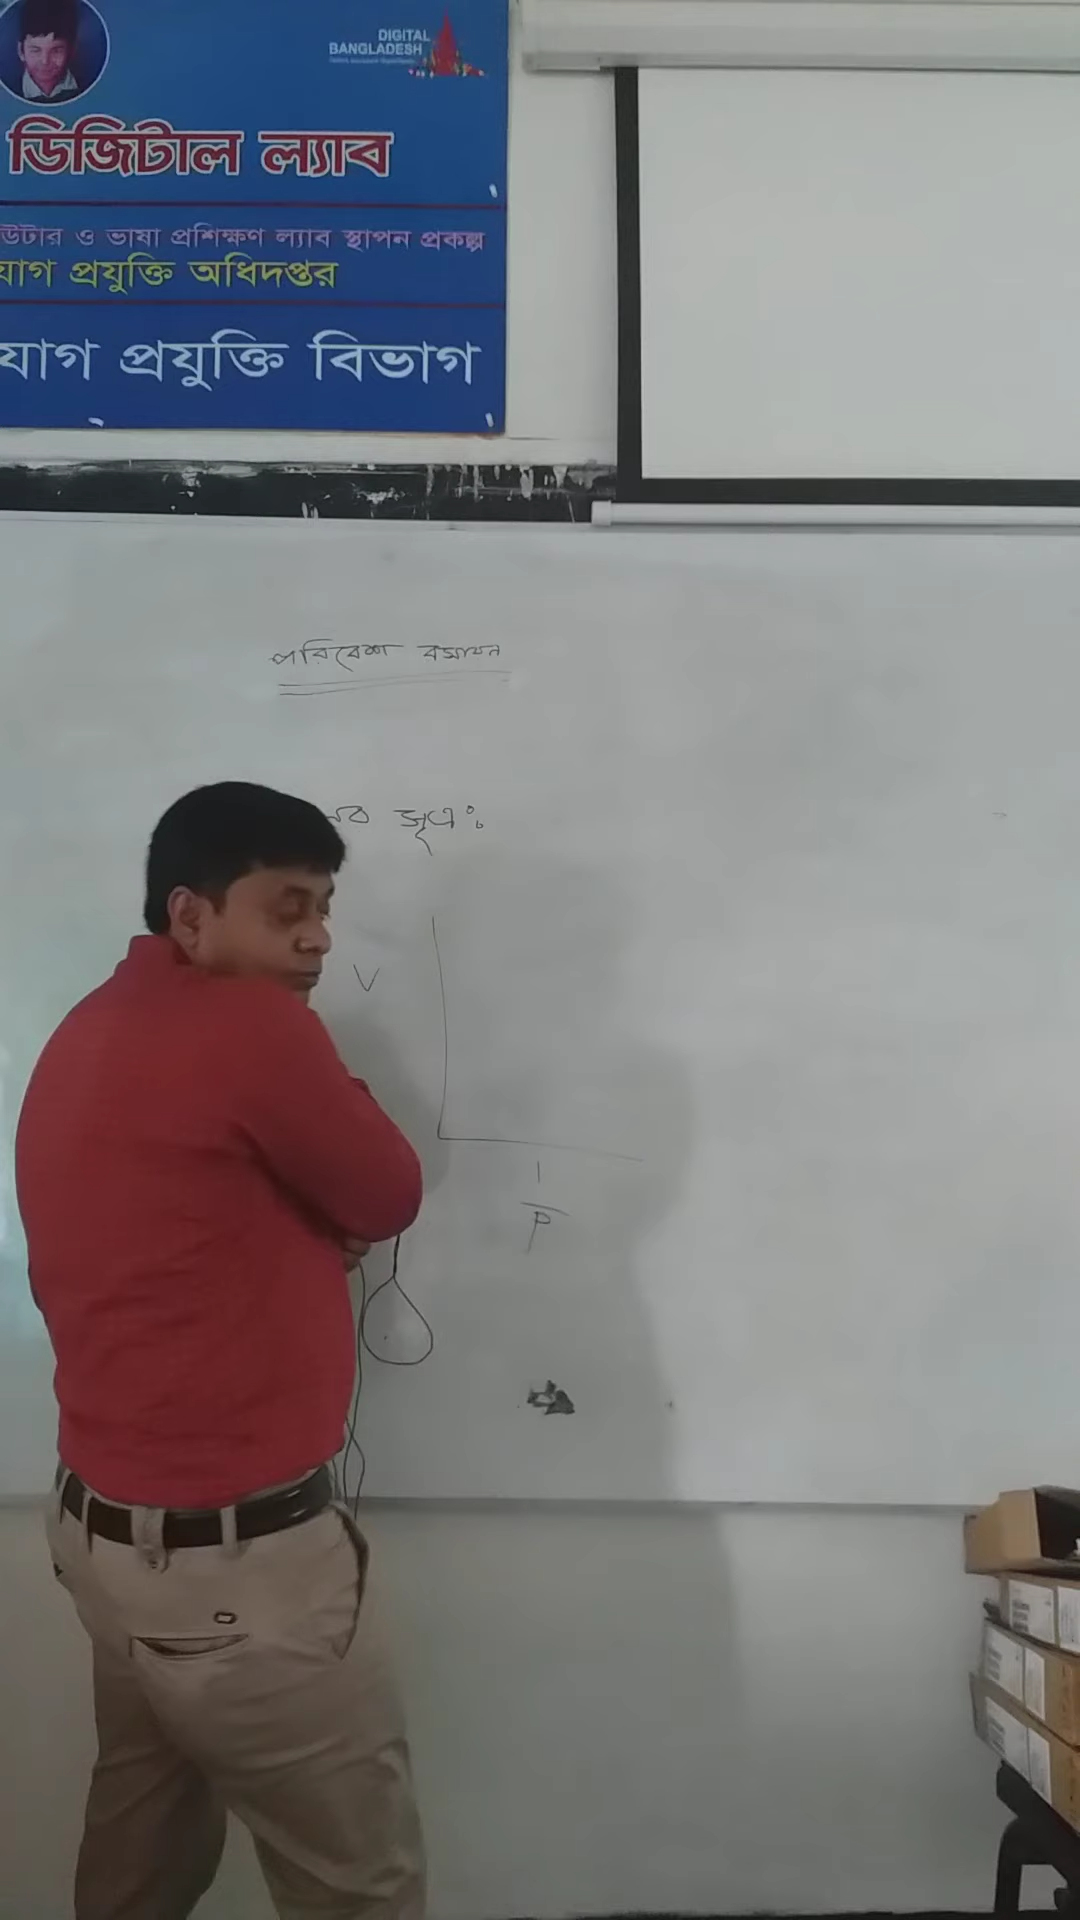 DIGITAL
BANGLADESH
ডিজিটাল ল্যাব
উটার ও ভাষা প্রশিক্ষণ ল্যাব স্থাপন প্রকল্প
যাগ প্রযুক্তি অধিদপ্তর
যাগ প্রযুক্তি বিভাগ
পরিবেশ রসায়ন
সূত্রঃ
V
1
P